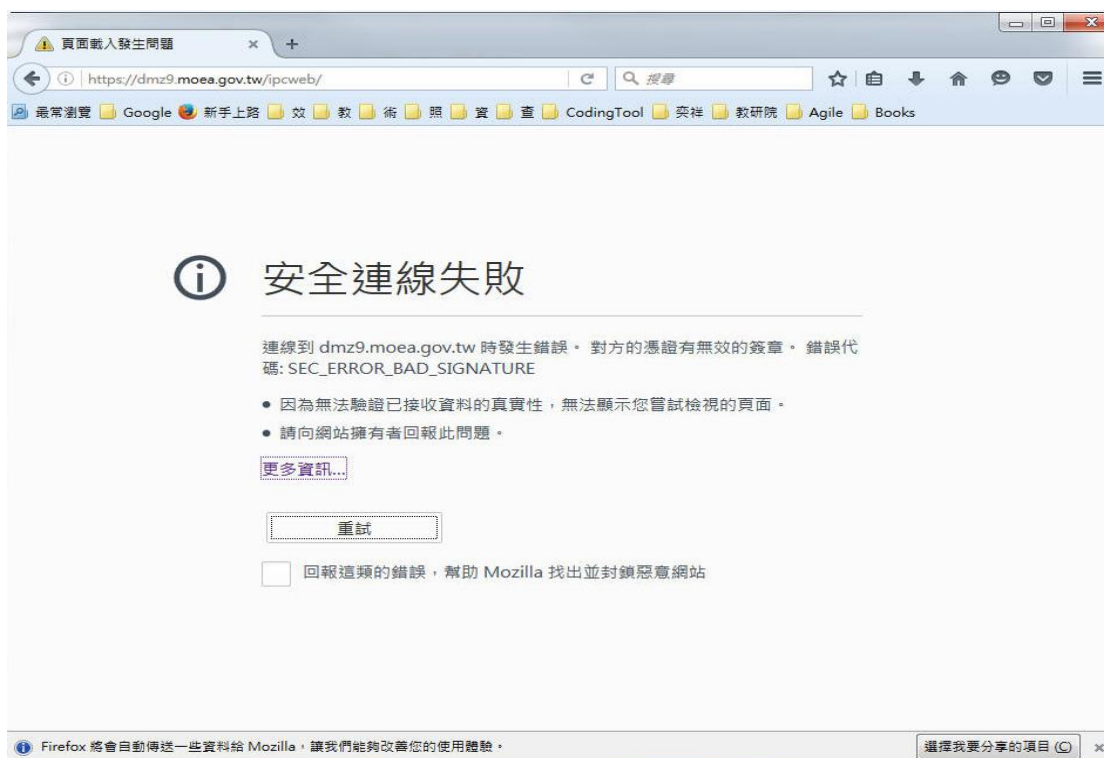 頁面載入發生問題
https://dmz9.moea.gov.tw/ipcweb/
搜尋
最常瀏覽 Google 新手上路 效 教 術 照 資 查 CodingTool 奕祥 教研院 Agile Books
安全連線失敗
連線到 dmz9.moea.gov.tw 時發生錯誤。 對方的憑證有無效的簽章。 錯誤代
碼: SEC_ERROR_BAD_SIGNATURE
• 因為無法驗證已接收資料的真實性，無法顯示您嘗試檢視的頁面。
• 請向網站擁有者回報此問題。
更多資訊...
重試
回報這類的錯誤，幫助 Mozilla 找出並封鎖惡意網站
Firefox 將會自動傳送一些資料給 Mozilla，讓我們能夠改善您的使用體驗。 選擇我要分享的項目(C)